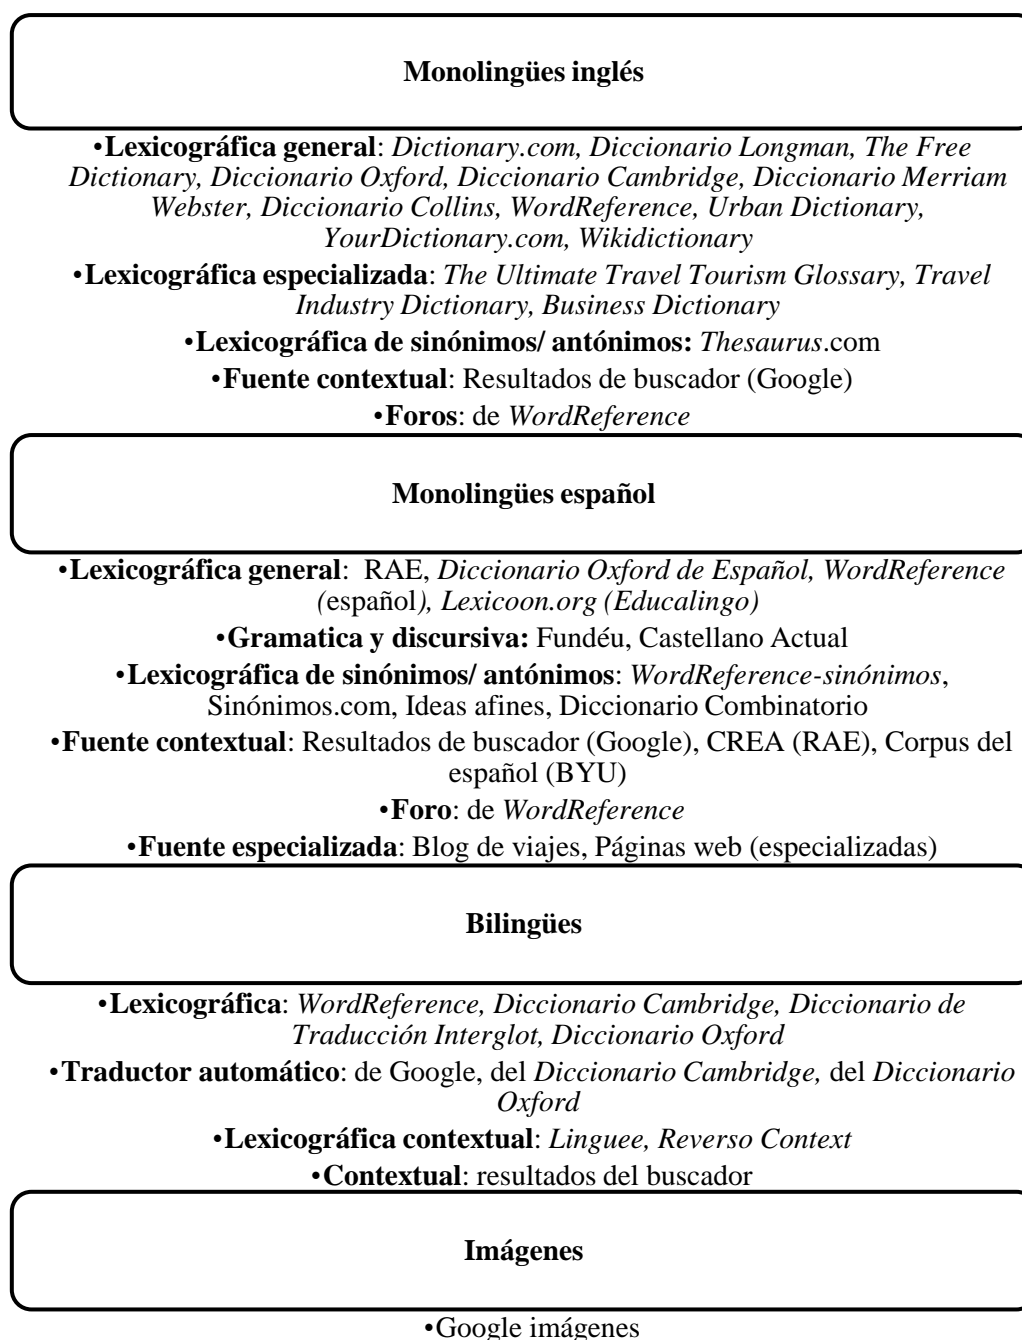 Monolingües inglés
•Lexicográfica general: Dictionary.com, Diccionario Longman, The Free
Dictionary, Diccionario Oxford, Diccionario Cambridge, Diccionario Merriam
Webster, Diccionario Collins, WordReference, Urban Dictionary,
YourDictionary.com, Wikidictionary
•Lexicográfica especializada: The Ultimate Travel Tourism Glossary, Travel
Industry Dictionary, Business Dictionary
•Lexicográfica de sinónimos/ antónimos: Thesaurus.com
•Fuente contextual: Resultados de buscador (Google)
•Foros: de WordReference
Monolingües español
•Lexicográfica general: RAE, Diccionario Oxford de Español, WordReference
(español), Lexicoon.org (Educalingo)
•Gramatica y discursiva: Fundéu, Castellano Actual
•Lexicográfica de sinónimos/ antónimos: WordReference-sinónimos,
Sinónimos.com, Ideas afines, Diccionario Combinatorio
•Fuente contextual: Resultados de buscador (Google), CREA (RAE), Corpus del
español (BYU)
•Foro: de WordReference
•Fuente especializada: Blog de viajes, Páginas web (especializadas)
Bilingües
•Lexicográfica: WordReference, Diccionario Cambridge, Diccionario de
Traducción Interglot, Diccionario Oxford
•Traductor automático: de Google, del Diccionario Cambridge, del Diccionario
Oxford
•Lexicográfica contextual: Linguee, Reverso Context
•Contextual: resultados del buscador
Imágenes
•Google imágenes